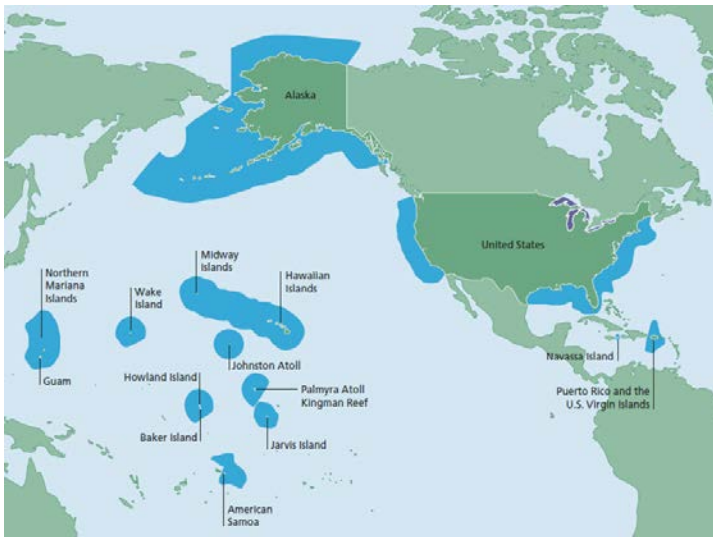 Alaska
United States
Midway
Islands
Hawaiian
Islands
Northern
Mariana
Islands
Wake
Island
Guam
Johnston Atoll
Howland Island
Palmyra Atoll
Kingman Reef
Baker Island
Jarvis Island
American
Samoa
Navassa Island
Puerto Rico and the
U.S. Virgin Islands